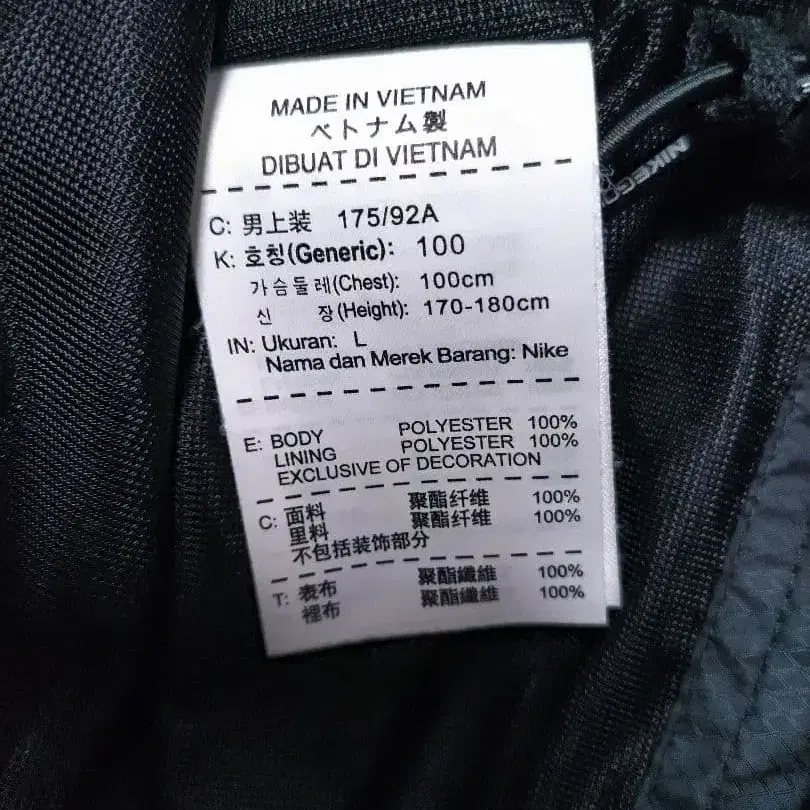 MADE IN VIETNAM
ベトナム製
DIBUAT DI VIETNAM
C: 男上装 175/92A
K: 호칭(Generic): 100
가슴둘레(Chest): 100cm
신 장(Height): 170-180cm
IN: Ukuran: L
Nama dan Merek Barang: Nike
E: BODY POLYESTER 100%
LINING POLYESTER 100%
EXCLUSIVE OF DECORATION
C: 面料 聚酯纤维 100%
里料 聚酯纤维 100%
不包括装饰部分
T: 表布 聚酯纖維 100%
裡布 聚酯纖維 100%